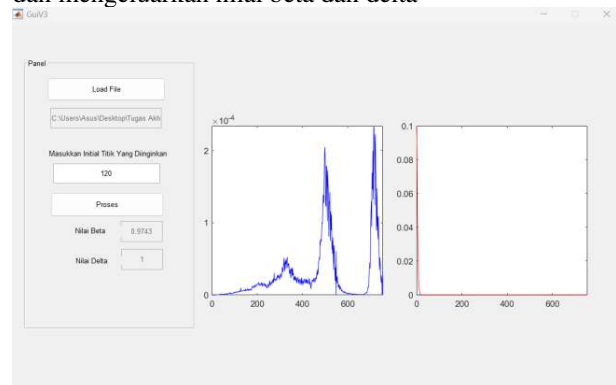 dan mengeluarkan nilai beta dan delta
GuiV3
Panel
Load File
C:\Users\Asus\Desktop\Tugas Akh
Masukkan Initial Titik Yang Dinginkan
120
Proses
Nilai Beta
0.9743
Nilai Delta
1
×10⁻⁴
2
1
0
0 200 400 600
0.1
0.08
0.06
0.04
0.02
0
0 200 400 600